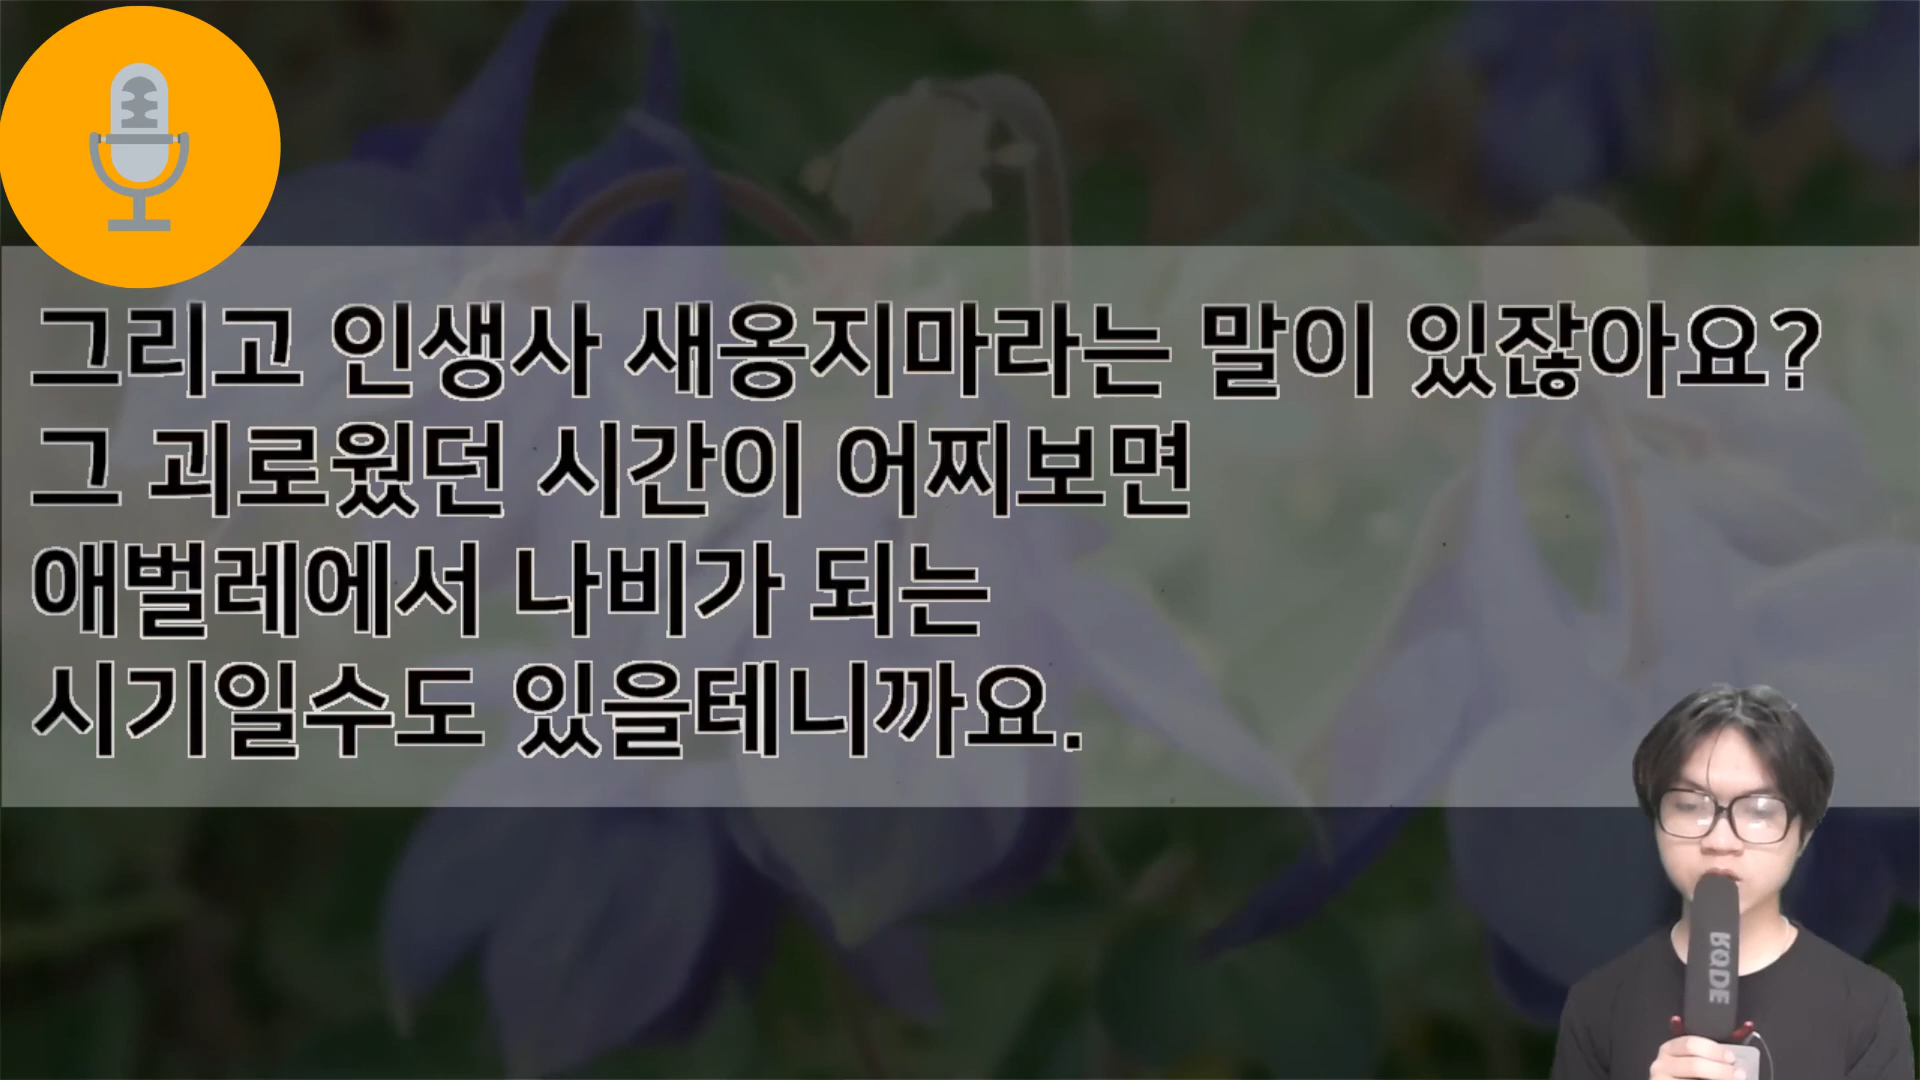 그리고 인생사 새옹지마라는 말이 있잖아요?
그 괴로웠던 시간이 어찌보면
애벌레에서 나비가 되는
시기일수도 있을테니까요.
RODE